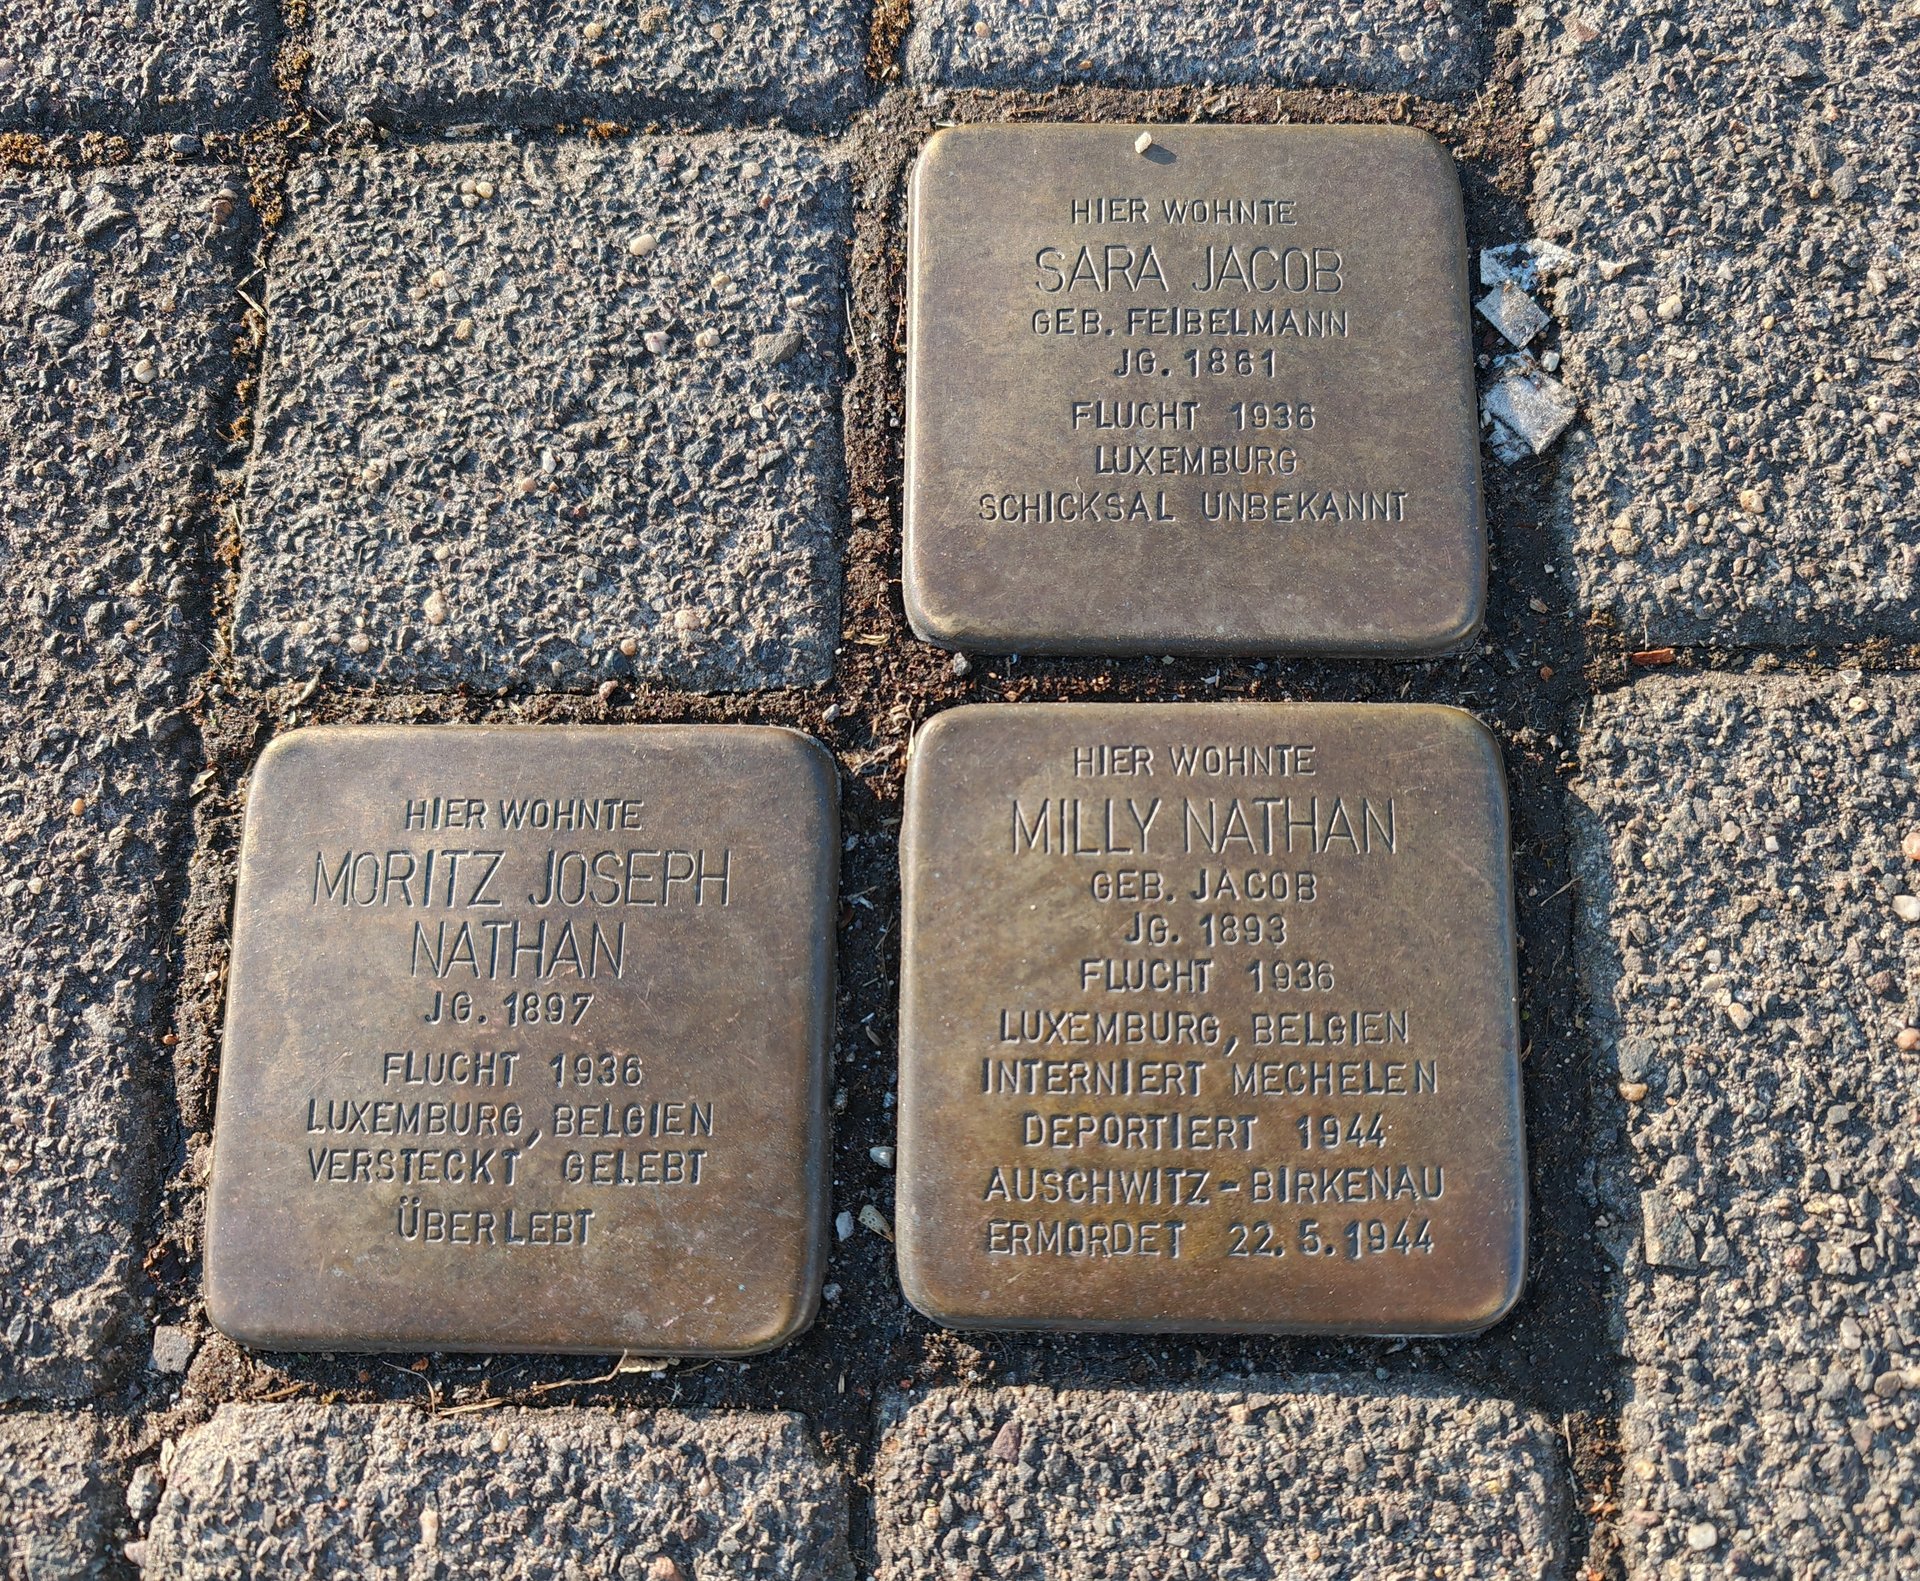 HIER WOHNTE
SARA JACOB
GEB. FEIBELMANN
JG. 1861
FLUCHT 1936
LUXEMBURG
SCHICKSAL UNBEKANNT
HIER WOHNTE
MORITZ JOSEPH
NATHAN
JG. 1897
FLUCHT 1936
LUXEMBURG, BELGIEN
VERSTECKT GELEBT
ÜBERLEBT
HIER WOHNTE
MILLY NATHAN
GEB. JACOB
JG. 1893
FLUCHT 1936
LUXEMBURG, BELGIEN
INTERNIERT MECHELEN
DEPORTIERT 1944
AUSCHWITZ-BIRKENAU
ERMORDET 22.5.1944